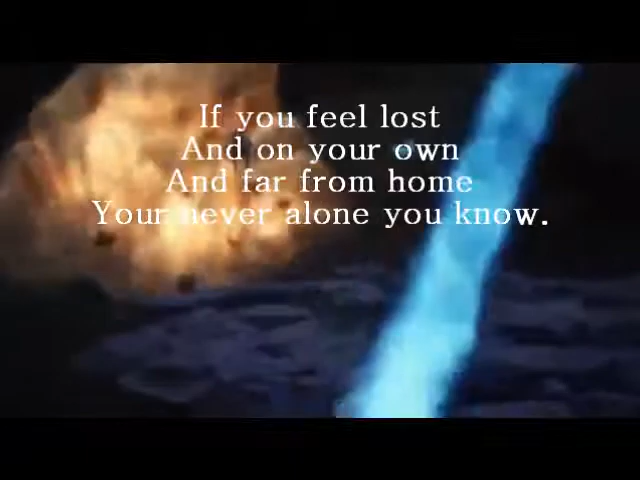 If you feel lost
And on your own
And far from home
Your never alone you know.